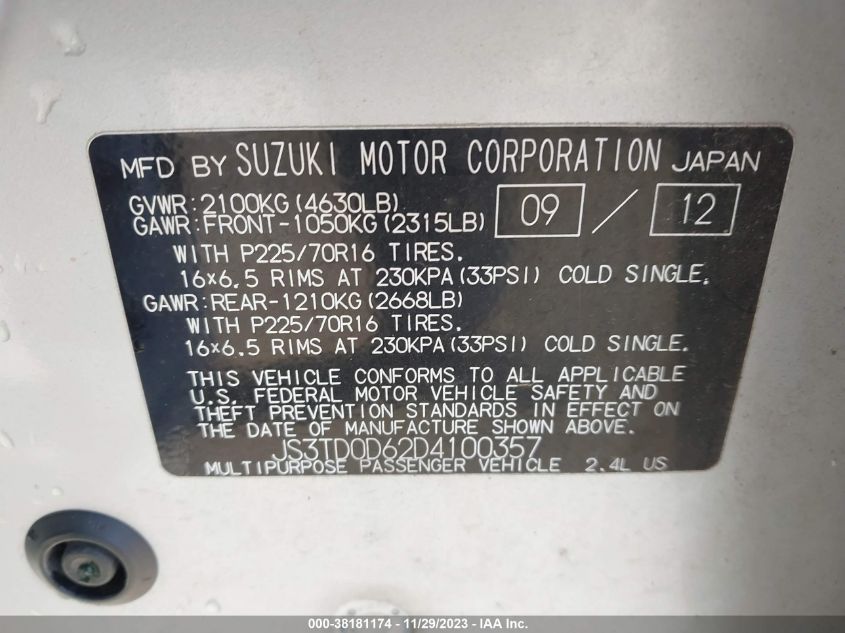 MFD BY SUZUKI MOTOR CORPORATION JAPAN
GVWR:2100KG(4630LB)
GAWR:FRONT-1050KG(2315LB) 09 / 12
WITH P225/70R16 TIRES.
16×6.5 RIMS AT 230KPA(33PSI) COLD SINGLE.
GAWR:REAR-1210KG(2668LB)
WITH P225/70R16 TIRES.
16×6.5 RIMS AT 230KPA(33PSI) COLD SINGLE.
THIS VEHICLE CONFORMS TO ALL APPLICABLE
U.S. FEDERAL MOTOR VEHICLE SAFETY AND
THEFT PREVENTION STANDARDS IN EFFECT ON
THE DATE OF MANUFACTURE SHOWN ABOVE.
JS3TD0D62D4100357
MULTIPURPOSE PASSENGER VEHICLE 2.4L US
000-38181174 - 11/29/2023 - IAA Inc.